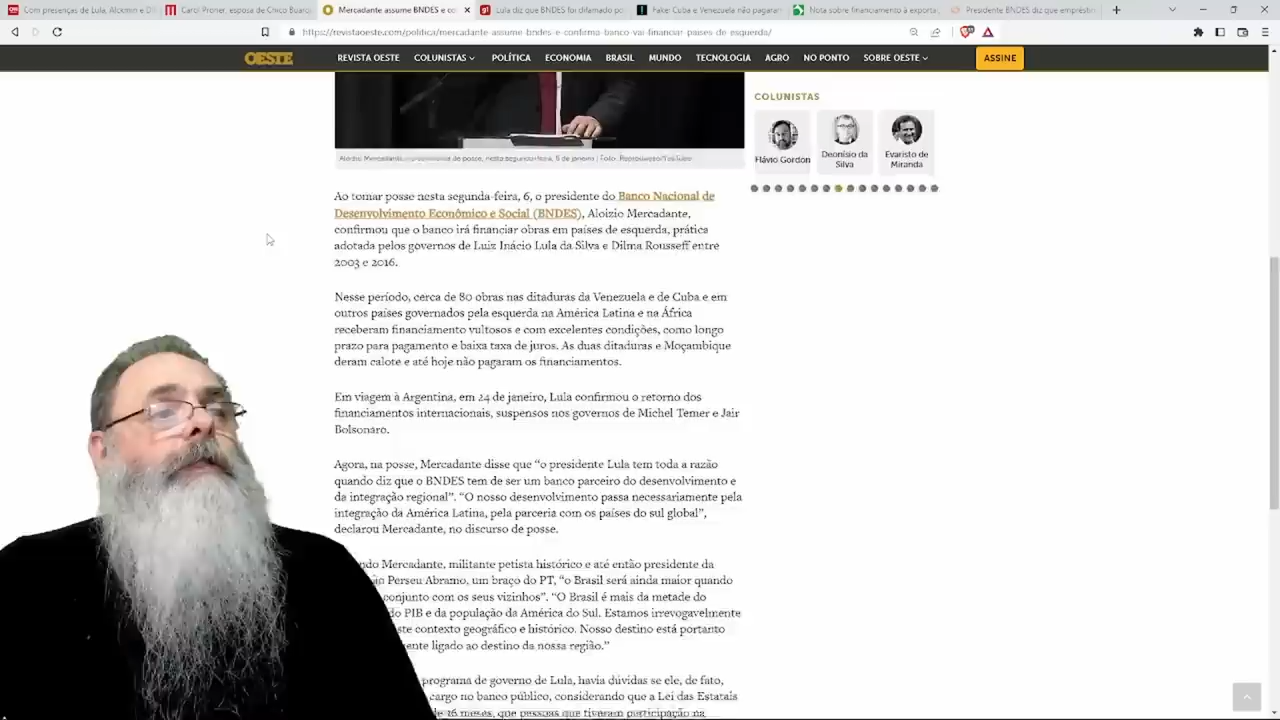 Com presenças de Lula, Alckmin e Di
Carol Proner, esposa de Chico Buarq
Mercadante assume BNDES e co
Lula diz que BNDES foi difamado po
Fake: Cuba e Venezuela não pagaram
Nota sobre financiamento à exporta
Presidente BNDES diz que emprésti
https://revistaoeste.com/politica/mercadante-assume-bndes-e-confirma-banco-vai-financiar-paises-de-esquerda/
OESTE REVISTA OESTE COLUNISTAS POLÍTICA ECONOMIA BRASIL MUNDO TECNOLOGIA AGRO NO PONTO SOBRE OESTE ASSINE
COLUNISTAS
Flávio Gordon
Deonísio da
Silva
Evaristo de
Miranda
Aloizio Mercadante, na cerimônia de posse, nesta segunda-feira, 6 de janeiro | Foto: Reprodução/YouTube
Ao tomar posse nesta segunda-feira, 6, o presidente do Banco Nacional de
Desenvolvimento Econômico e Social (BNDES), Aloizio Mercadante,
confirmou que o banco irá financiar obras em países de esquerda, prática
adotada pelos governos de Luiz Inácio Lula da Silva e Dilma Rousseff entre
2003 e 2016.
Nesse período, cerca de 80 obras nas ditaduras da Venezuela e de Cuba e em
outros países governados pela esquerda na América Latina e na África
receberam financiamento vultosos e com excelentes condições, como longo
prazo para pagamento e baixa taxa de juros. As duas ditaduras e Moçambique
deram calote e até hoje não pagaram os financiamentos.
Em viagem à Argentina, em 24 de janeiro, Lula confirmou o retorno dos
financiamentos internacionais, suspensos nos governos de Michel Temer e Jair
Bolsonaro.
Agora, na posse, Mercadante disse que “o presidente Lula tem toda a razão
quando diz que o BNDES tem de ser um banco parceiro do desenvolvimento e
da integração regional”. “O nosso desenvolvimento passa necessariamente pela
integração da América Latina, pela parceria com os países do sul global”,
declarou Mercadante, no discurso de posse.
ndo Mercadante, militante petista histórico e até então presidente da
Perseu Abramo, um braço do PT, “o Brasil será ainda maior quando
conjunto com os seus vizinhos”. “O Brasil é mais da metade do
do PIB e da população da América do Sul. Estamos irrevogavelmente
ste contexto geográfico e histórico. Nosso destino está portanto
ente ligado ao destino da nossa região.”
programa de governo de Lula, havia dúvidas se ele, de fato,
cargo no banco público, considerando que a Lei das Estatais
de 36 meses, que pessoas que tiveram participação na